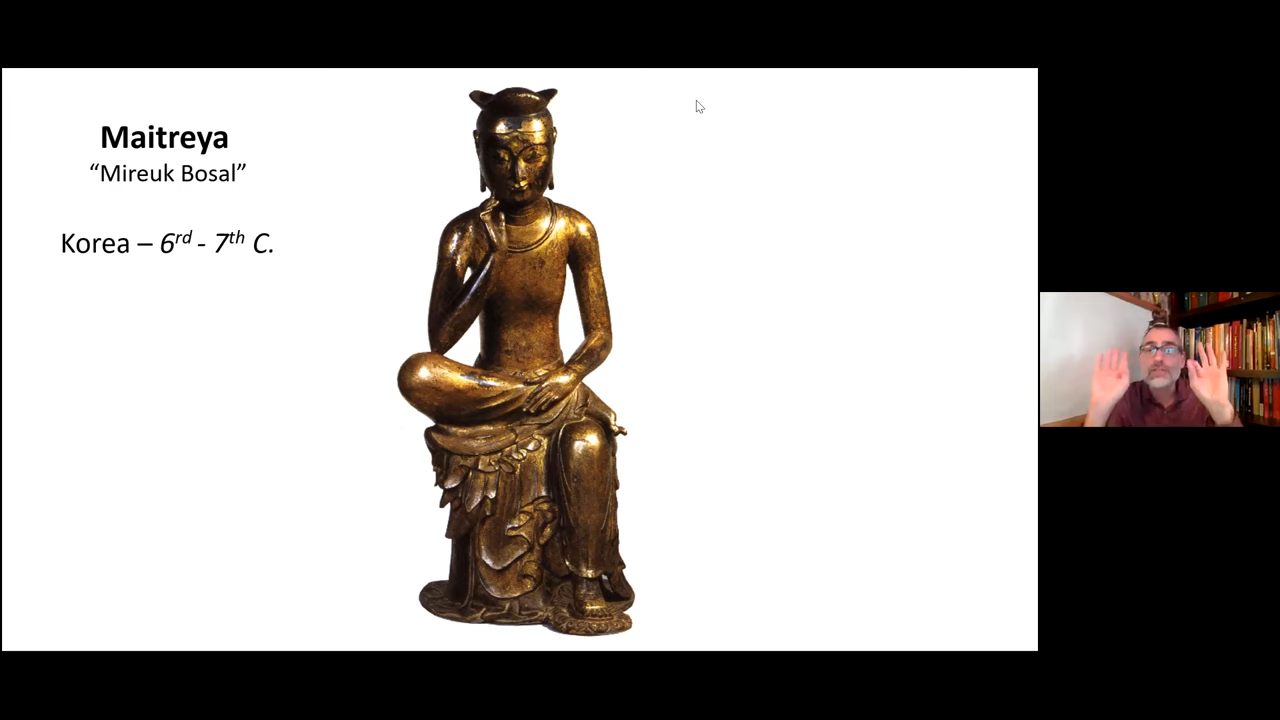 Maitreya
“Mireuk Bosal”
Korea – 6rd - 7th C.